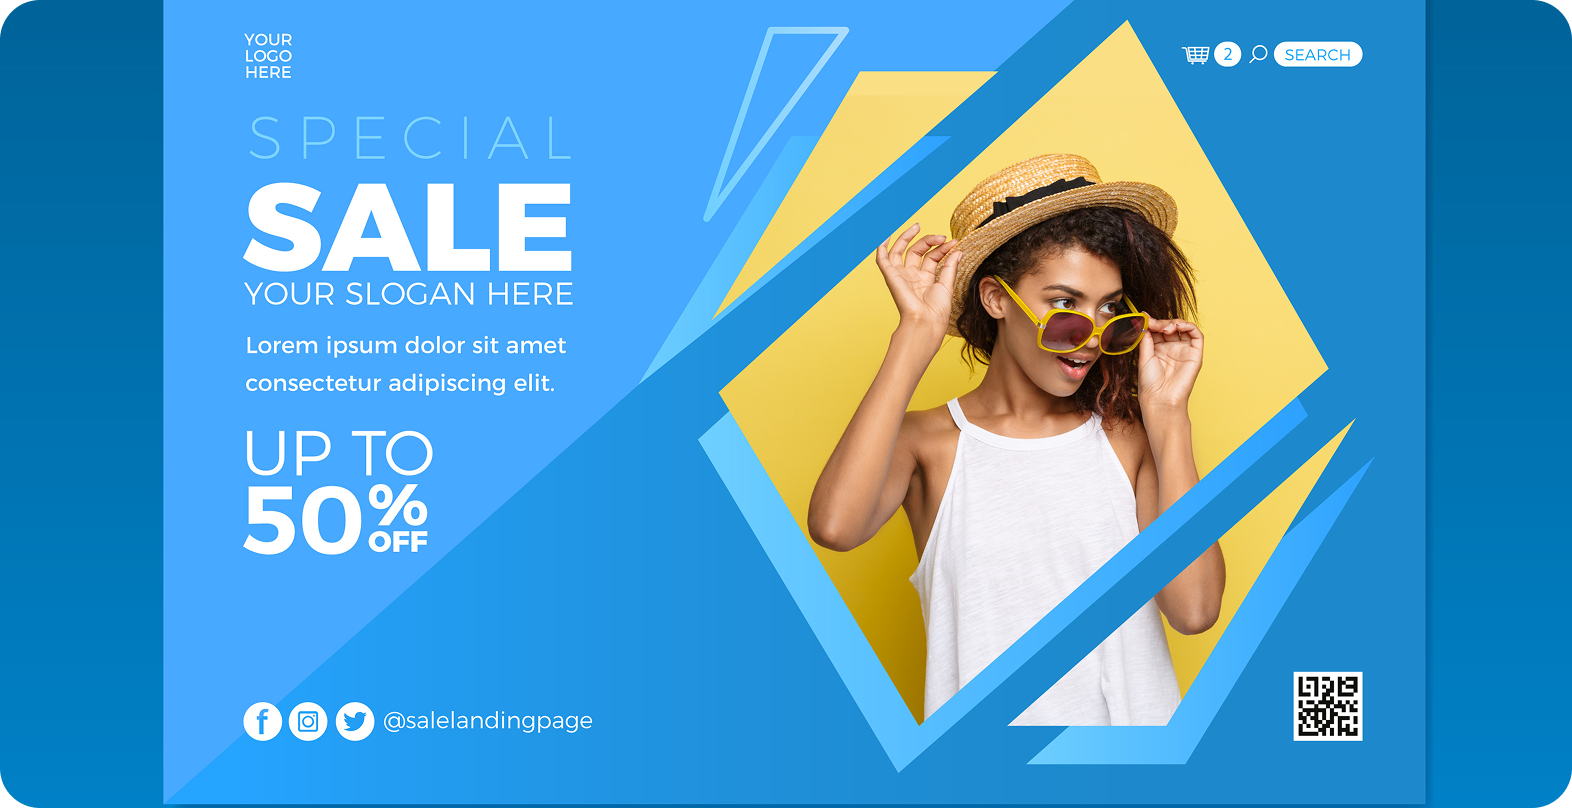 YOUR
LOGO
HERE
2
SEARCH
SPECIAL
SALE
YOUR SLOGAN HERE
Lorem ipsum dolor sit amet
consectetur adipiscing elit.
UP TO
50%
OFF
@salelandingpage